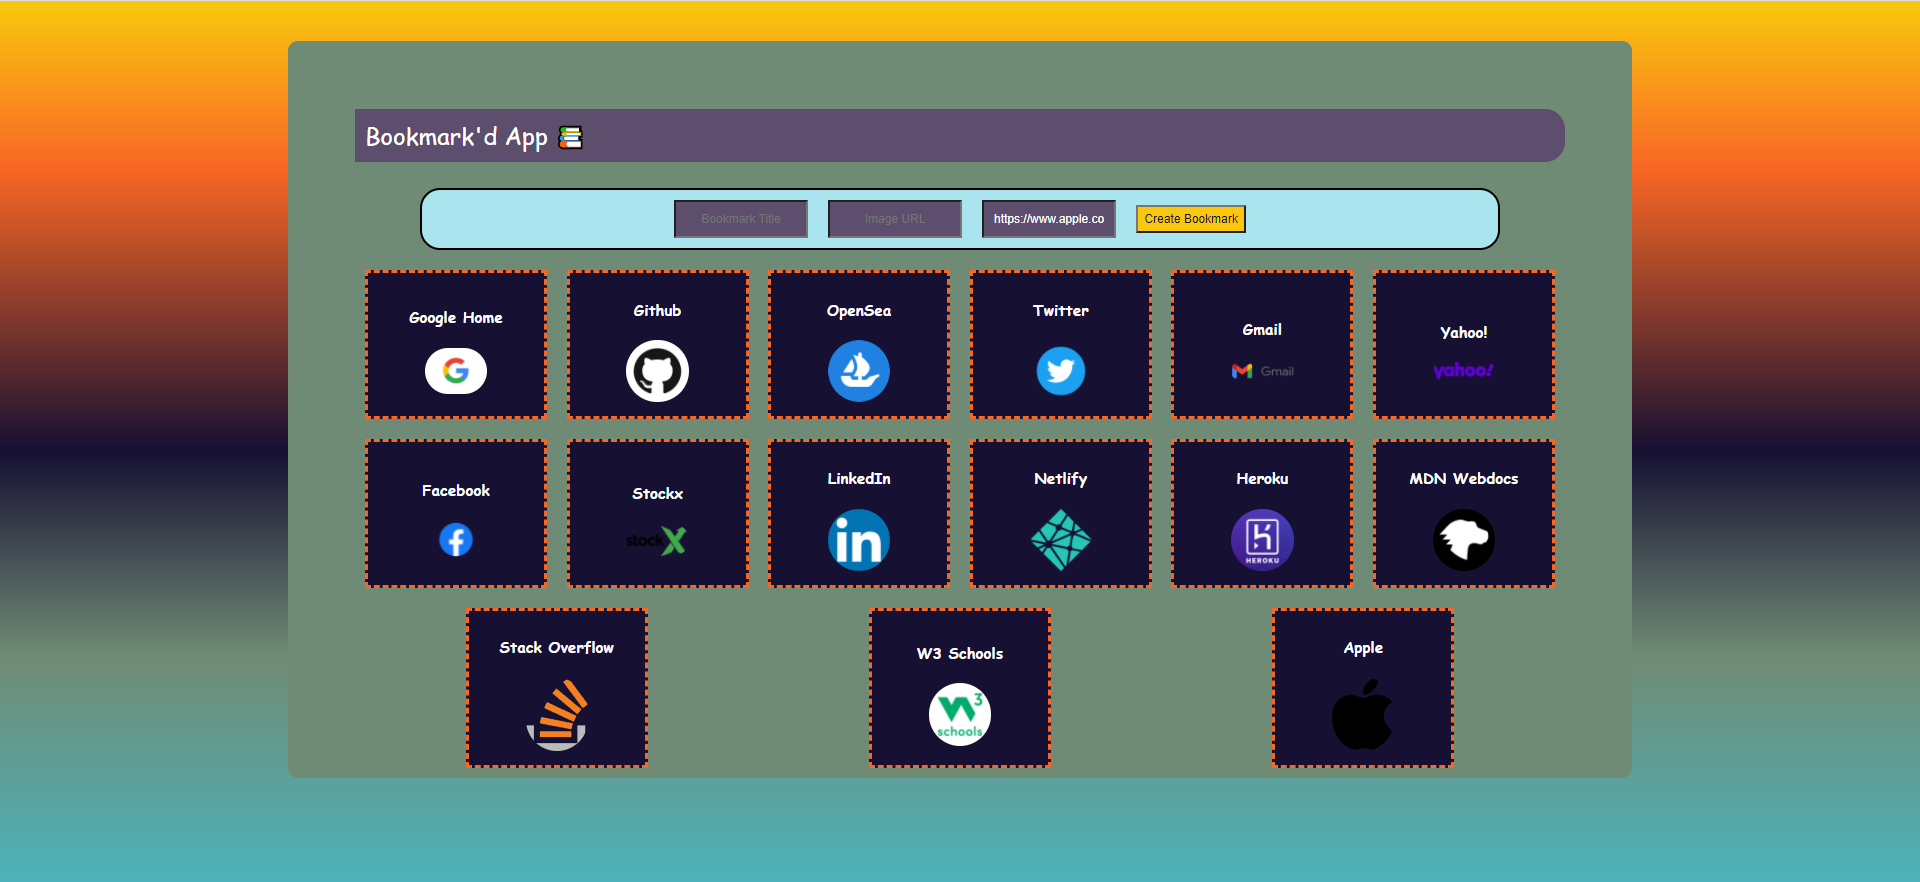 Bookmark'd App
Bookmark Title Image URL https://www.apple.co Create Bookmark
Google Home Github OpenSea Twitter Gmail Yahoo!
G Gmail yahoo!
Facebook Stockx LinkedIn Netlify Heroku MDN Webdocs
f stockX in HEROKU
Stack Overflow W3 Schools Apple
W3 schools